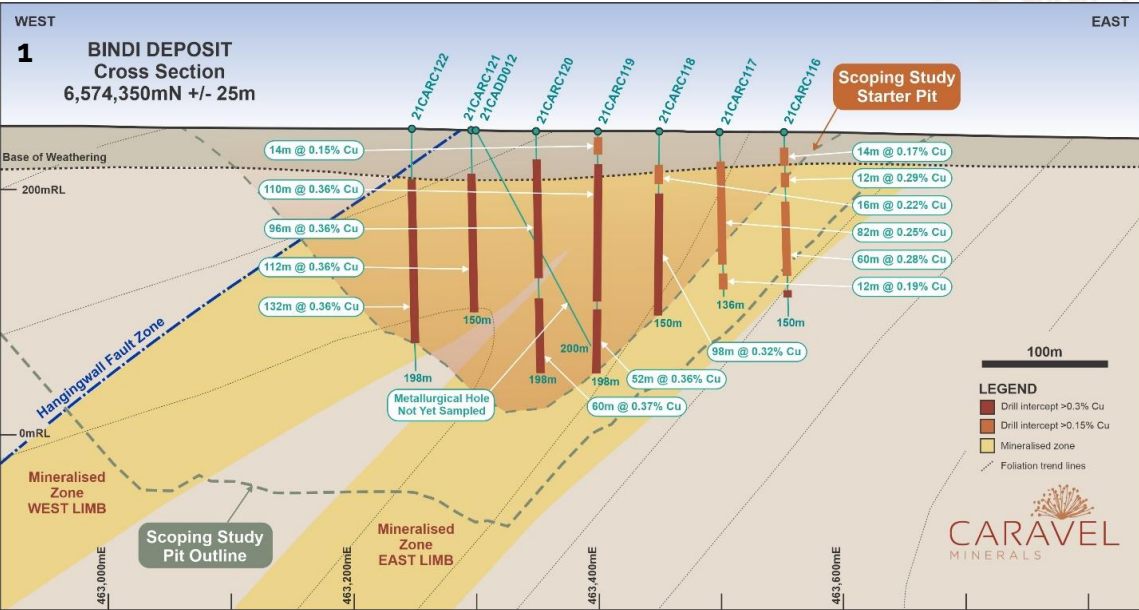 WEST
EAST
1
BINDI DEPOSIT
Cross Section
6,574,350mN +/- 25m
21CARC122
21CARC121
21CADD012
21CARC120
21CARC119
21CARC118
21CARC117
21CARC116
Scoping Study
Starter Pit
Base of Weathering
200mRL
0mRL
14m @ 0.15% Cu
110m @ 0.36% Cu
96m @ 0.36% Cu
112m @ 0.36% Cu
132m @ 0.36% Cu
14m @ 0.17% Cu
12m @ 0.29% Cu
16m @ 0.22% Cu
82m @ 0.25% Cu
60m @ 0.28% Cu
12m @ 0.19% Cu
98m @ 0.32% Cu
52m @ 0.36% Cu
60m @ 0.37% Cu
198m
150m
198m
200m
198m
150m
136m
150m
Metallurgical Hole
Not Yet Sampled
Hangingwall Fault Zone
Mineralised
Zone
WEST LIMB
Scoping Study
Pit Outline
Mineralised
Zone
EAST LIMB
463,000mE
463,200mE
463,400mE
463,600mE
100m
LEGEND
Drill intercept >0.3% Cu
Drill intercept >0.15% Cu
Mineralised zone
Foliation trend lines
CARAVEL
MINERALS